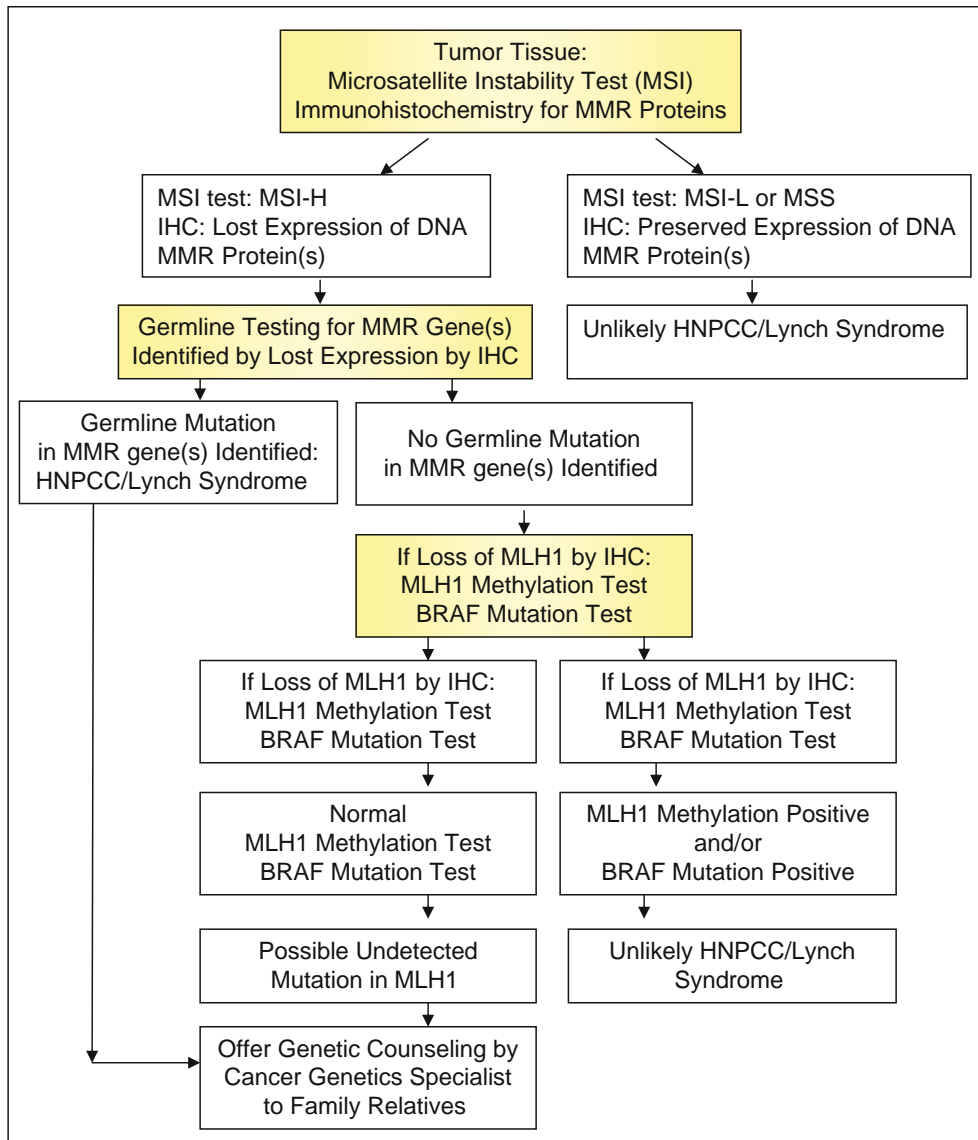 Tumor Tissue:
Microsatellite Instability Test (MSI)
Immunohistochemistry for MMR Proteins
MSI test: MSI-H
IHC: Lost Expression of DNA
MMR Protein(s)
MSI test: MSI-L or MSS
IHC: Preserved Expression of DNA
MMR Protein(s)
Germline Testing for MMR Gene(s)
Identified by Lost Expression by IHC
Unlikely HNPCC/Lynch Syndrome
Germline Mutation
in MMR gene(s) Identified:
HNPCC/Lynch Syndrome
No Germline Mutation
in MMR gene(s) Identified
If Loss of MLH1 by IHC:
MLH1 Methylation Test
BRAF Mutation Test
If Loss of MLH1 by IHC:
MLH1 Methylation Test
BRAF Mutation Test
If Loss of MLH1 by IHC:
MLH1 Methylation Test
BRAF Mutation Test
Normal
MLH1 Methylation Test
BRAF Mutation Test
MLH1 Methylation Positive
and/or
BRAF Mutation Positive
Possible Undetected
Mutation in MLH1
Unlikely HNPCC/Lynch
Syndrome
Offer Genetic Counseling by
Cancer Genetics Specialist
to Family Relatives